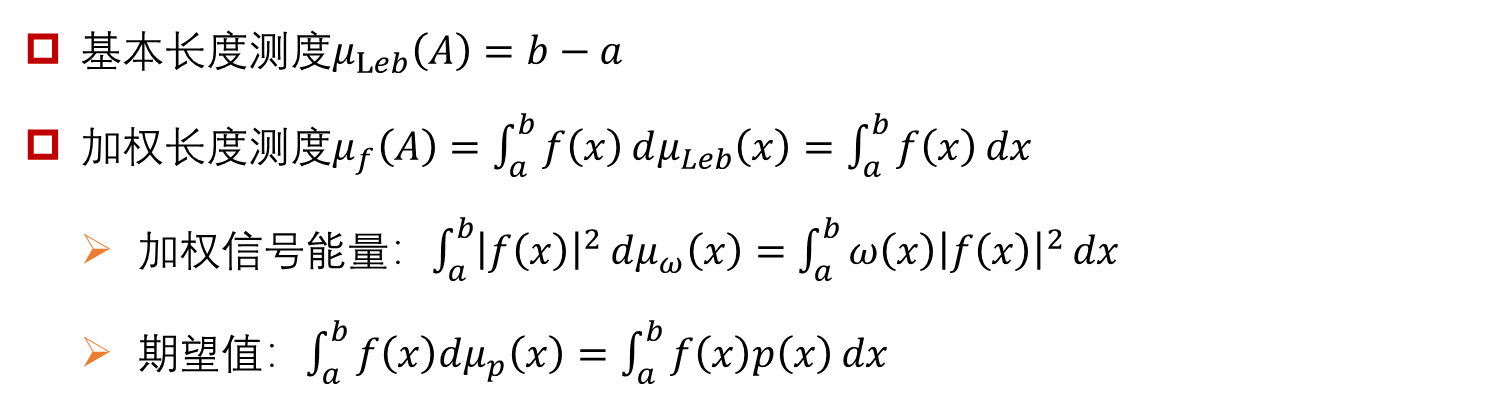 基本长度测度μ_Leb(A) = b − a
加权长度测度μ_f(A) = ∫_a^b f(x) dμ_Leb(x) = ∫_a^b f(x) dx
加权信号能量：∫_a^b |f(x)|² dμ_ω(x) = ∫_a^b ω(x)|f(x)|² dx
期望值：∫_a^b f(x)dμ_p(x) = ∫_a^b f(x)p(x) dx